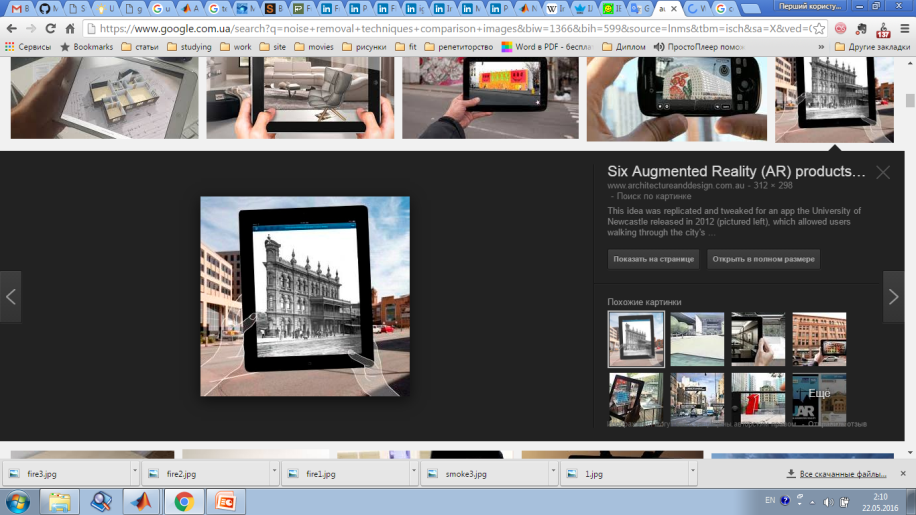 Перший користу...
https://www.google.com.ua/search?q=noise+removal+techniques+comparison+images&biw=1366&bih=599&source=lnms&tbm=isch&sa=X&ved=
137
Сервисы Bookmarks статьи studying work site movies рисунки fit репетиторство Word в PDF - беспла Диплом ПростоПлеер помо » Другие закладки
Six Augmented Reality (AR) products…
www.architectureanddesign.com.au - 312 × 298
- Поиск по картинке
This idea was replicated and tweaked for an app the University of
Newcastle released in 2012 (pictured left), which allowed users
walking through the city's ...
Показать на странице Открыть в полном размере
Похожие картинки
Ещё
fire3.jpg fire2.jpg fire1.jpg smoke3.jpg 1.jpg Все скачанные файлы...
EN 2:10
22.05.2016